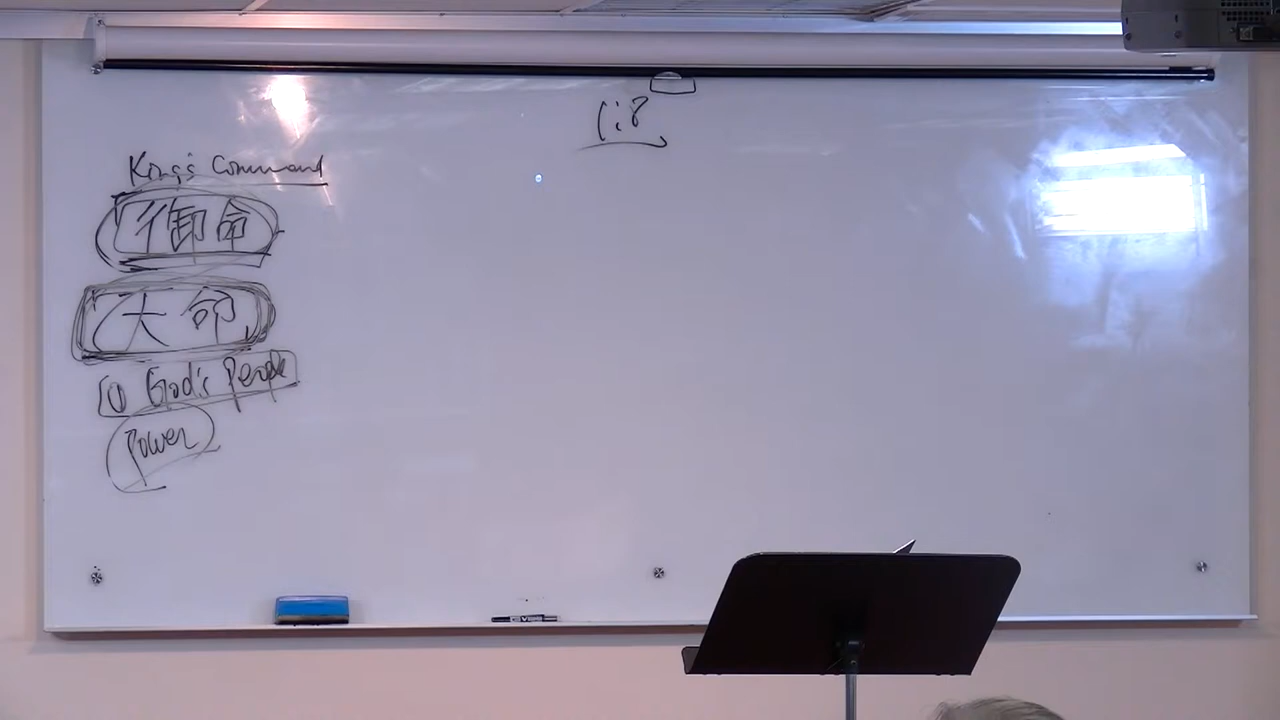 1:8
King's Command
御命
大命
① God's People
Power